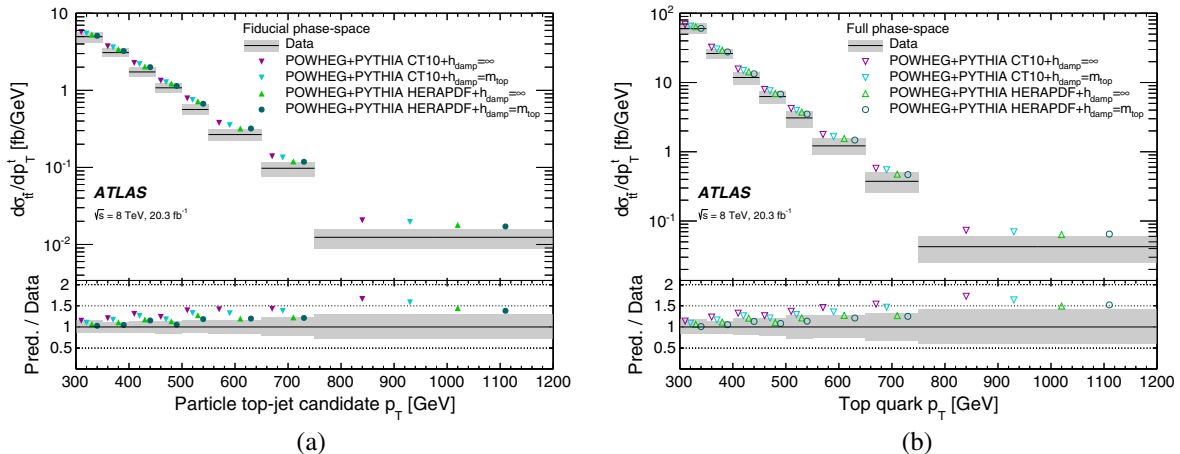 Fiducial phase-space
Data
POWHEG+PYTHIA CT10+h_damp=∞
POWHEG+PYTHIA CT10+h_damp=m_top
POWHEG+PYTHIA HERAPDF+h_damp=∞
POWHEG+PYTHIA HERAPDF+h_damp=m_top
dσ_tt̄/dp_T^t [fb/GeV]
10
1
10⁻¹
10⁻²
ATLAS
√s = 8 TeV, 20.3 fb⁻¹
Pred. / Data
2
1.5
1
0.5
300 400 500 600 700 800 900 1000 1100 1200
Particle top-jet candidate p_T [GeV]
(a)
Full phase-space
Data
POWHEG+PYTHIA CT10+h_damp=∞
POWHEG+PYTHIA CT10+h_damp=m_top
POWHEG+PYTHIA HERAPDF+h_damp=∞
POWHEG+PYTHIA HERAPDF+h_damp=m_top
dσ_tt̄/dp_T^t [fb/GeV]
10²
10
1
10⁻¹
ATLAS
√s = 8 TeV, 20.3 fb⁻¹
Pred. / Data
2
1.5
1
0.5
300 400 500 600 700 800 900 1000 1100 1200
Top quark p_T [GeV]
(b)